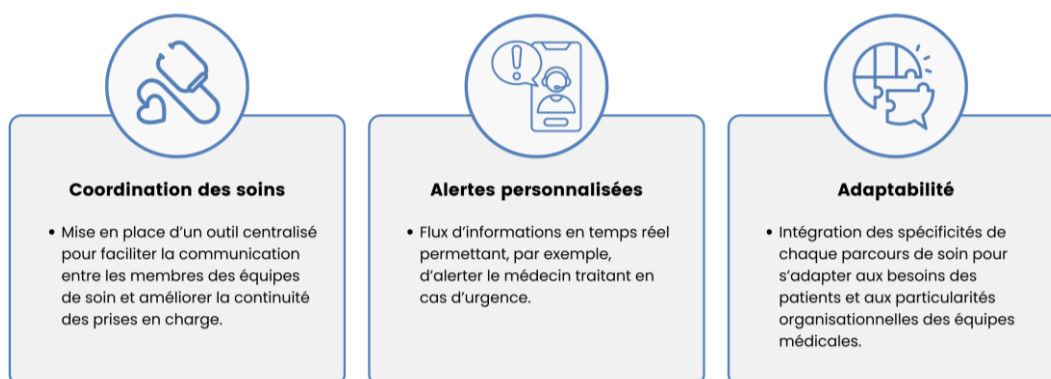 Coordination des soins
• Mise en place d'un outil centralisé
pour faciliter la communication
entre les membres des équipes
de soin et améliorer la continuité
des prises en charge.
Alertes personnalisées
• Flux d'informations en temps réel
permettant, par exemple,
d'alerter le médecin traitant en
cas d'urgence.
Adaptabilité
• Intégration des spécificités de
chaque parcours de soin pour
s'adapter aux besoins des
patients et aux particularités
organisationnelles des équipes
médicales.